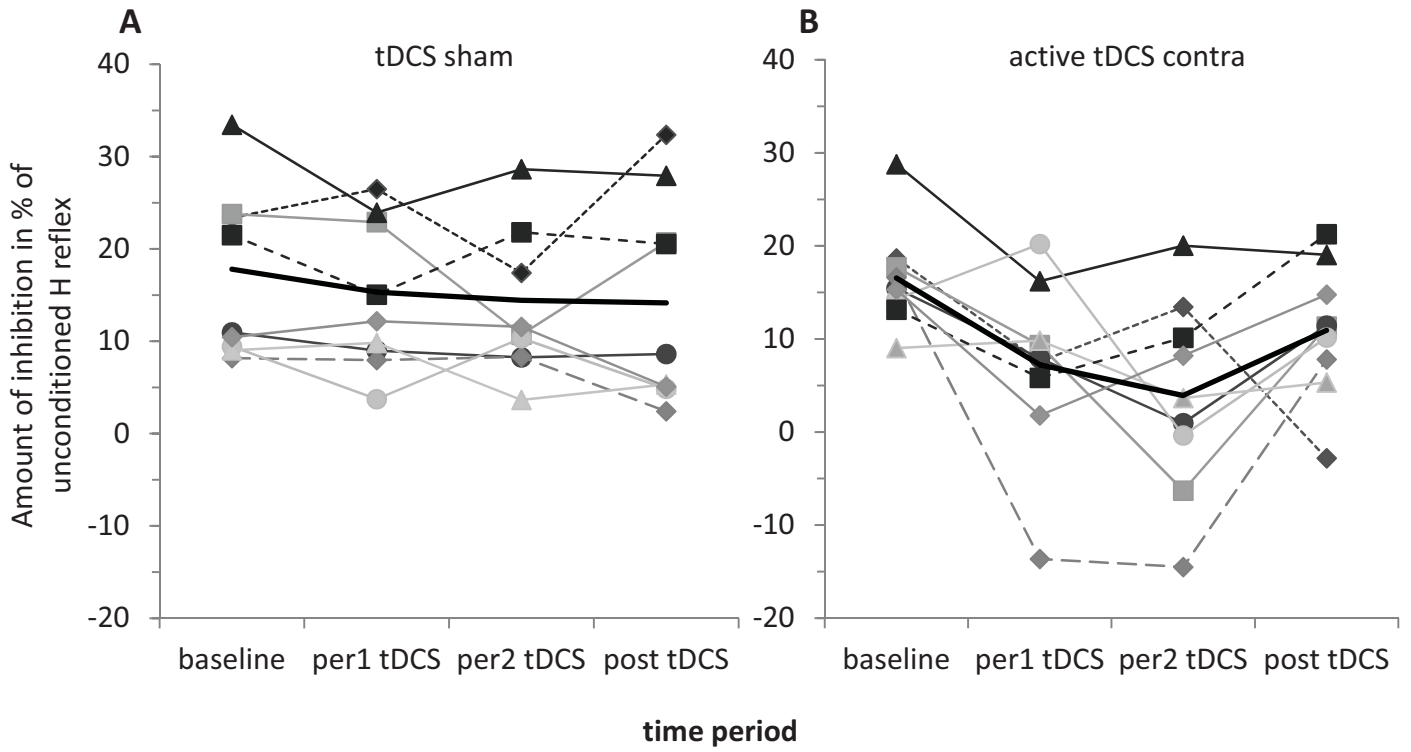 A
B
tDCS sham
active tDCS contra
Amount of inhibition in % of
unconditioned H reflex
40
30
20
10
0
-10
-20
40
30
20
10
0
-10
-20
baseline per1 tDCS per2 tDCS post tDCS
baseline per1 tDCS per2 tDCS post tDCS
time period